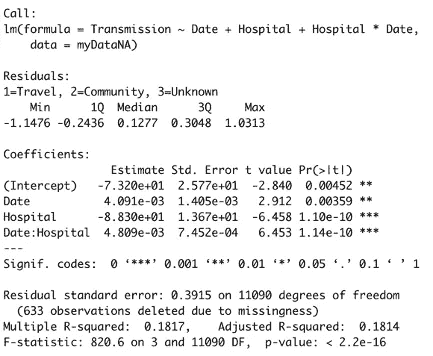 Call:
lm(formula = Transmission ~ Date + Hospital + Hospital * Date,
data = myDataNA)
Residuals:
1=Travel, 2=Community, 3=Unknown
Min 1Q Median 3Q Max
-1.1476 -0.2436 0.1277 0.3048 1.0313
Coefficients:
Estimate Std. Error t value Pr(>|t|)
(Intercept) -7.320e+01 2.577e+01 -2.840 0.00452 **
Date 4.091e-03 1.405e-03 2.912 0.00359 **
Hospital -8.830e+01 1.367e+01 -6.458 1.10e-10 ***
Date:Hospital 4.809e-03 7.452e-04 6.453 1.14e-10 ***
---
Signif. codes: 0 ‘***’ 0.001 ‘**’ 0.01 ‘*’ 0.05 ‘.’ 0.1 ‘ ’ 1
Residual standard error: 0.3915 on 11090 degrees of freedom
(633 observations deleted due to missingness)
Multiple R-squared: 0.1817, Adjusted R-squared: 0.1814
F-statistic: 820.6 on 3 and 11090 DF, p-value: < 2.2e-16